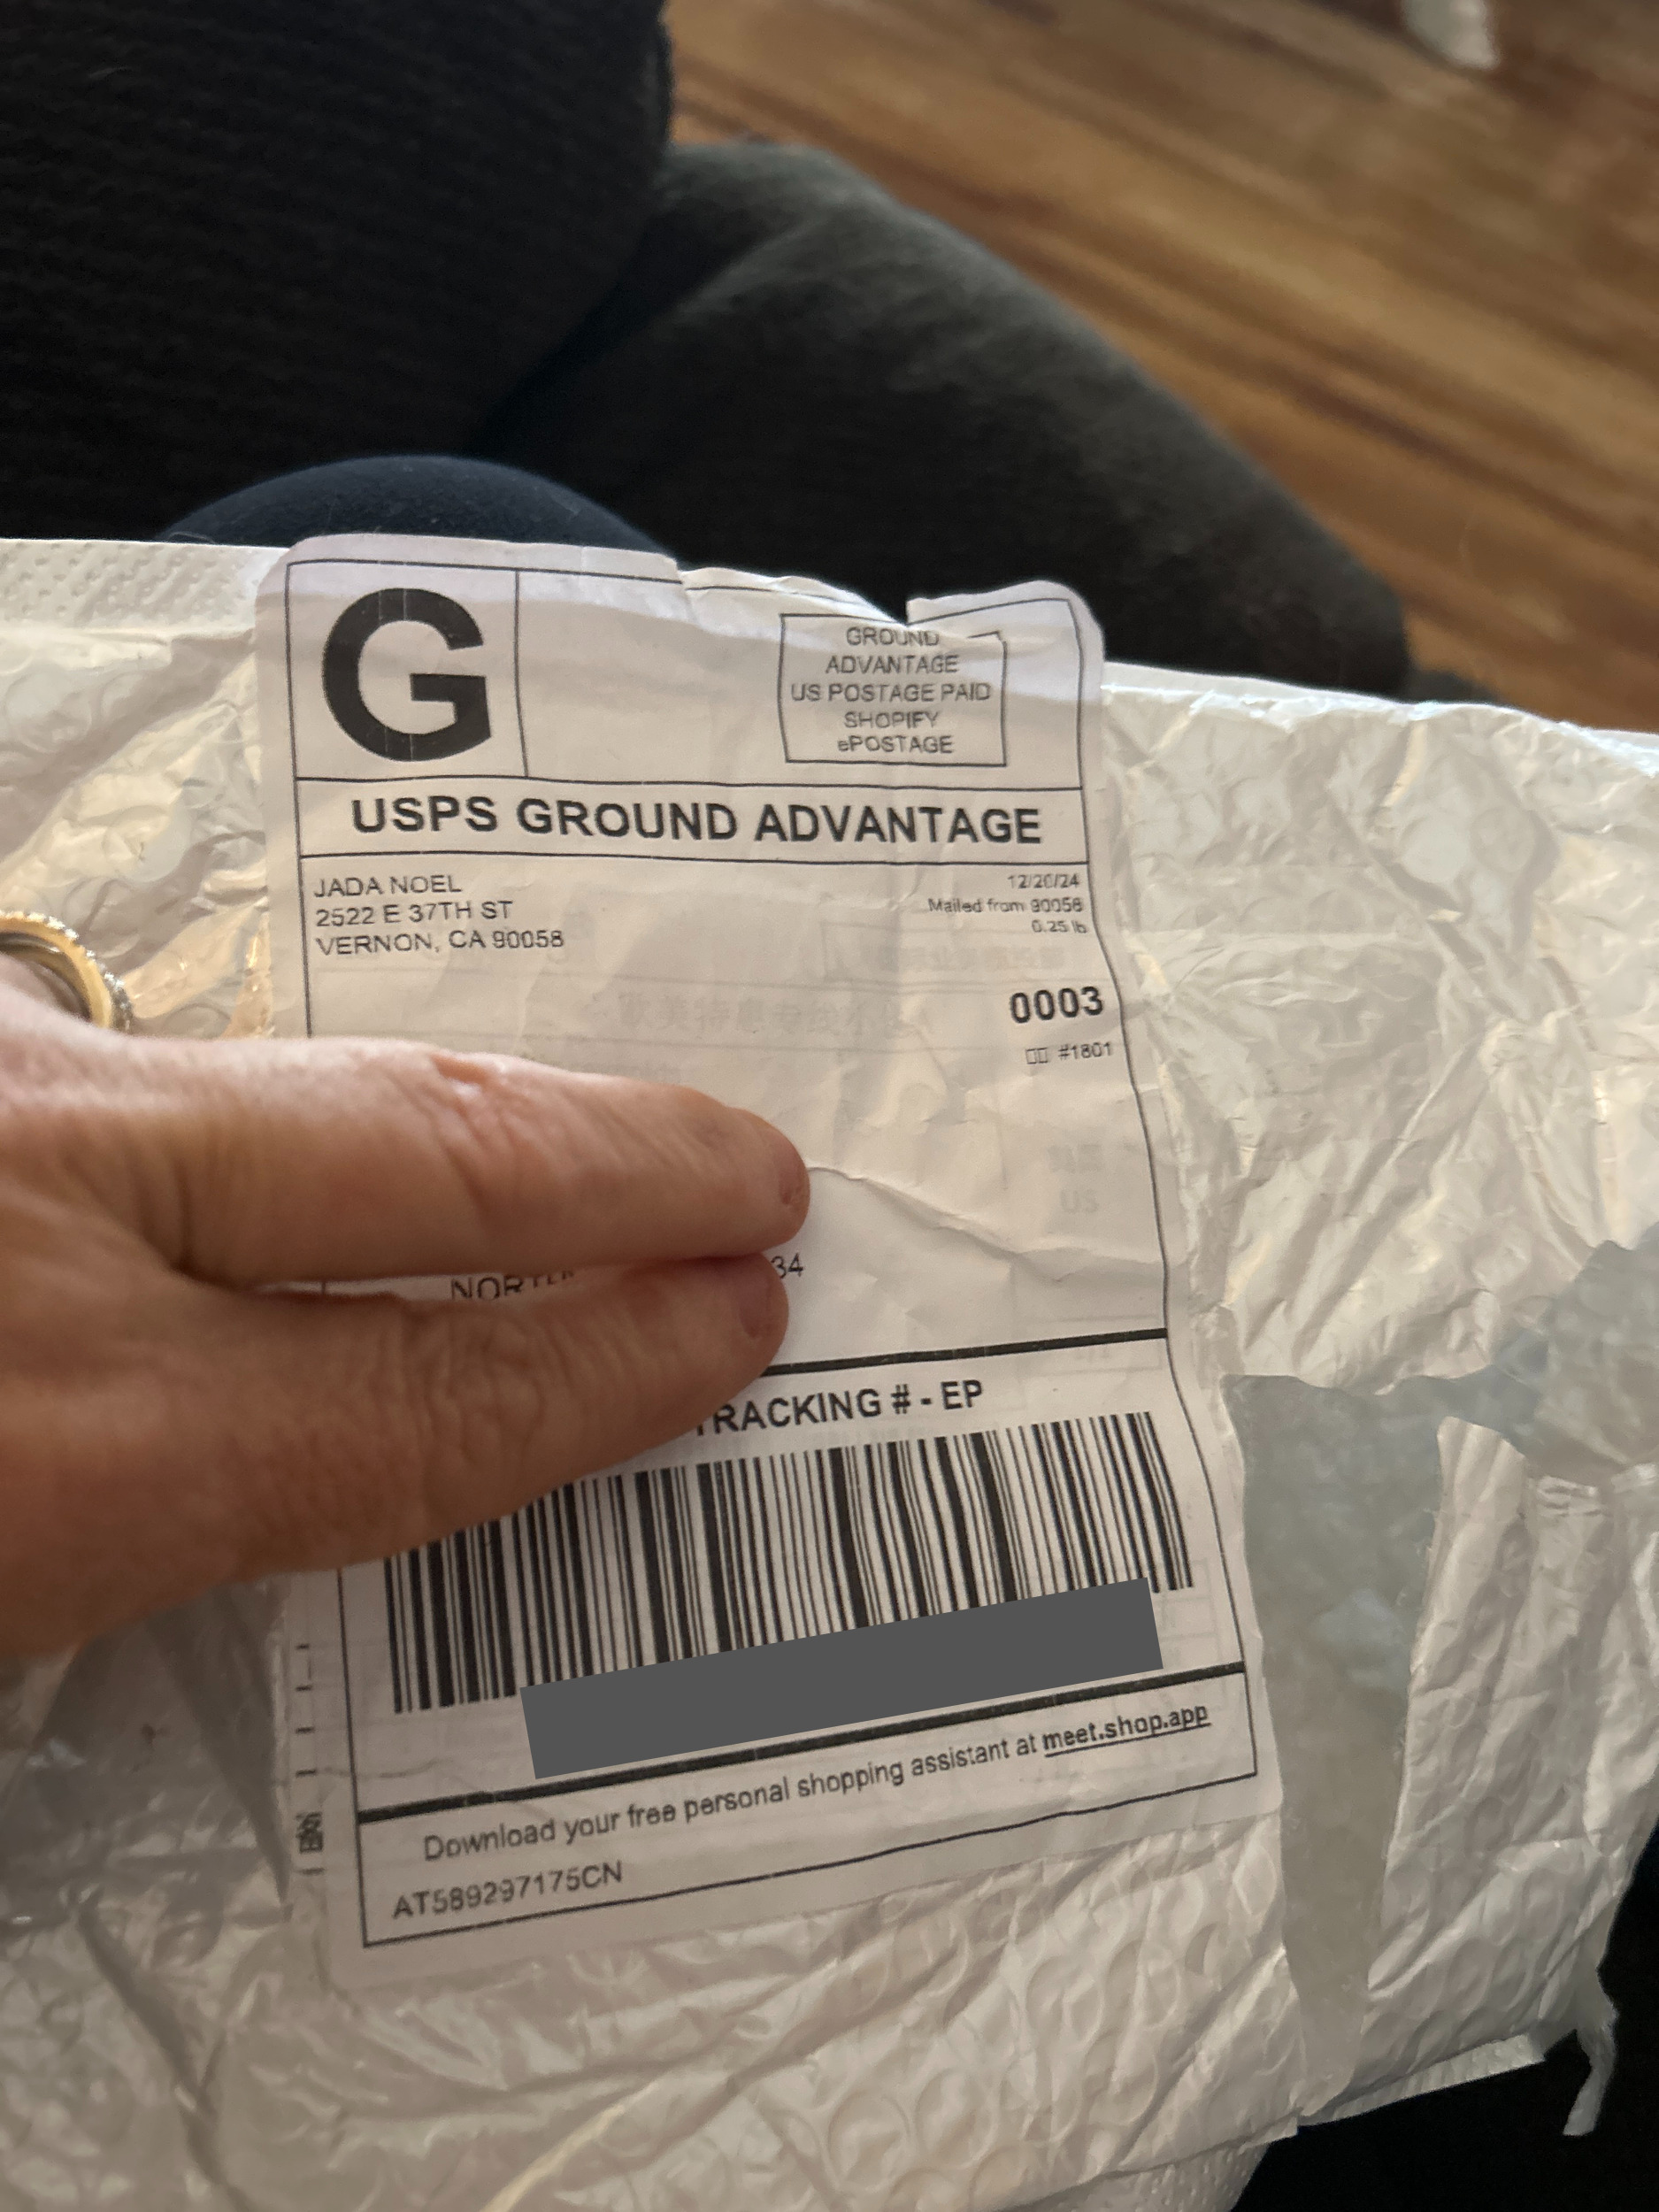 G
GROUND
ADVANTAGE
US POSTAGE PAID
SHOPIFY
ePOSTAGE
USPS GROUND ADVANTAGE
JADA NOEL
2522 E 37TH ST
VERNON, CA 90058
12/20/24
Mailed from 90058
0.25 lb
0003
#1801
US
34
TRACKING # - EP
Download your free personal shopping assistant at meet.shop.app
AT589297175CN